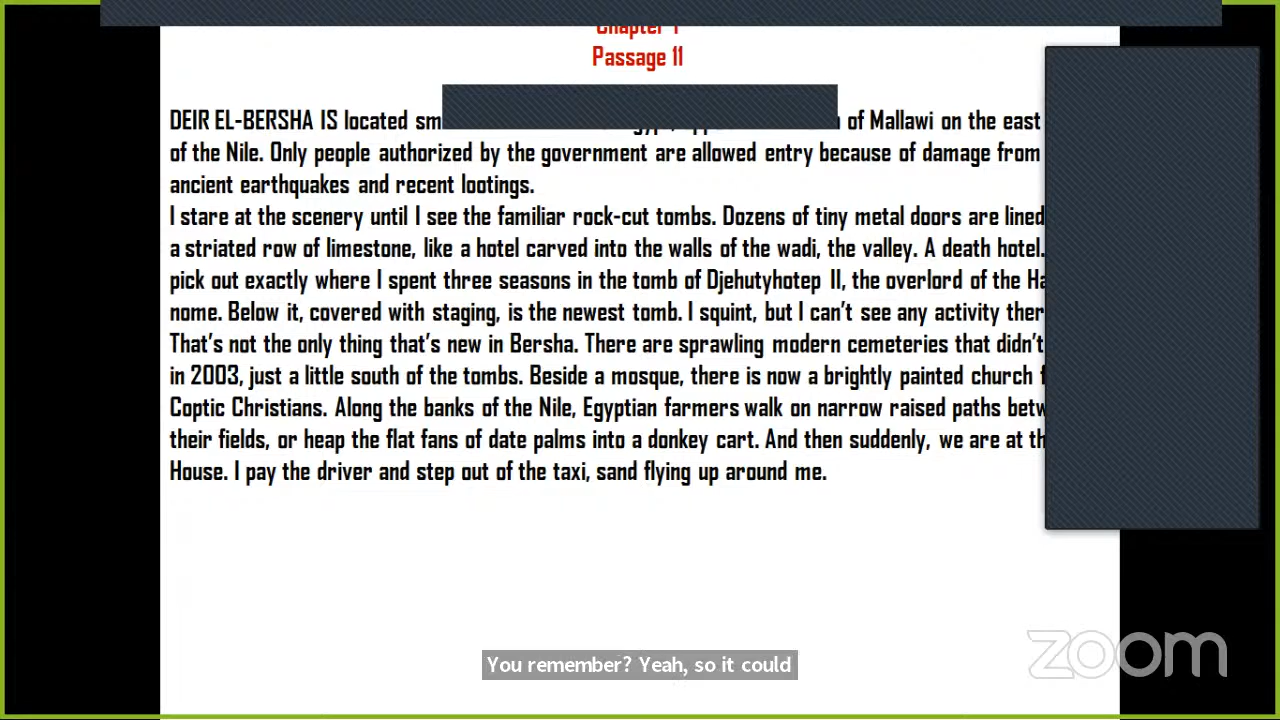 Chapter 1
Passage 11
DEIR EL-BERSHA IS located of Mallawi on the east
of the Nile. Only people authorized by the government are allowed entry because of damage from
ancient earthquakes and recent lootings.
I stare at the scenery until I see the familiar rock-cut tombs. Dozens of tiny metal doors are lined
a striated row of limestone, like a hotel carved into the walls of the wadi, the valley. A death hotel.
pick out exactly where I spent three seasons in the tomb of Djehutyhotep II, the overlord of the
nome. Below it, covered with staging, is the newest tomb. I squint, but I can't see any activity
That's not the only thing that's new in Bersha. There are sprawling modern cemeteries that didn't
in 2003, just a little south of the tombs. Beside a mosque, there is now a brightly painted church
Coptic Christians. Along the banks of the Nile, Egyptian farmers walk on narrow raised paths
their fields, or heap the flat fans of date palms into a donkey cart. And then suddenly, we are at
House. I pay the driver and step out of the taxi, sand flying up around me.
You remember? Yeah, so it could
zoom